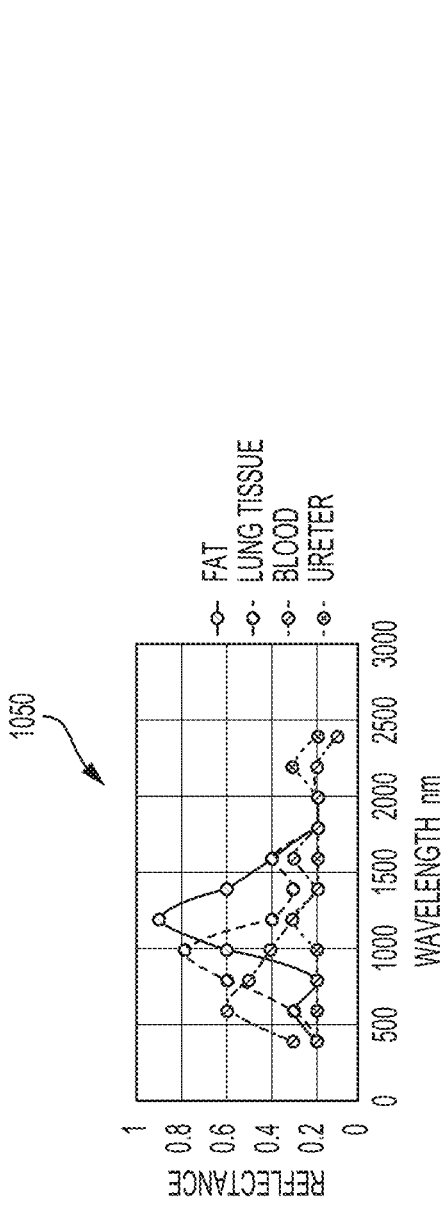 1050
REFLECTANCE
1
0.8
0.6
0.4
0.2
0
0 500 1000 1500 2000 2500 3000
WAVELENGTH nm
FAT
LUNG TISSUE
BLOOD
URETER